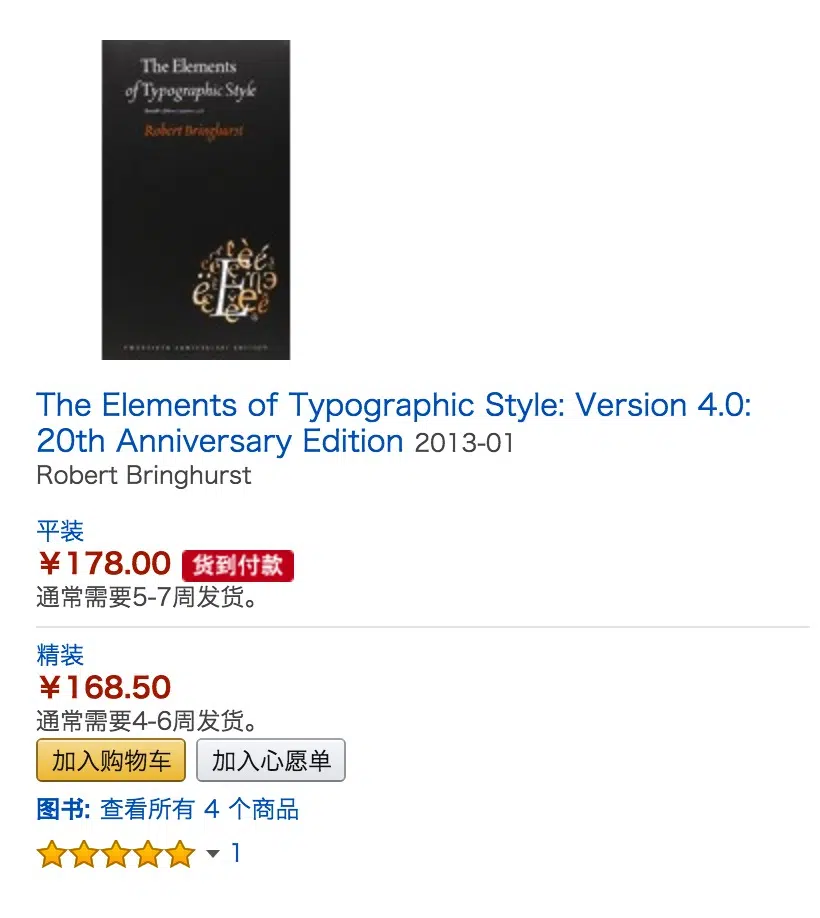 The Elements
of Typographic Style
Robert Bringhurst
TWENTIETH ANNIVERSARY EDITION
The Elements of Typographic Style: Version 4.0:
20th Anniversary Edition 2013-01
Robert Bringhurst
平装
￥178.00 货到付款
通常需要5-7周发货。
精装
￥168.50
通常需要4-6周发货。
加入购物车 加入心愿单
图书: 查看所有 4 个商品
1